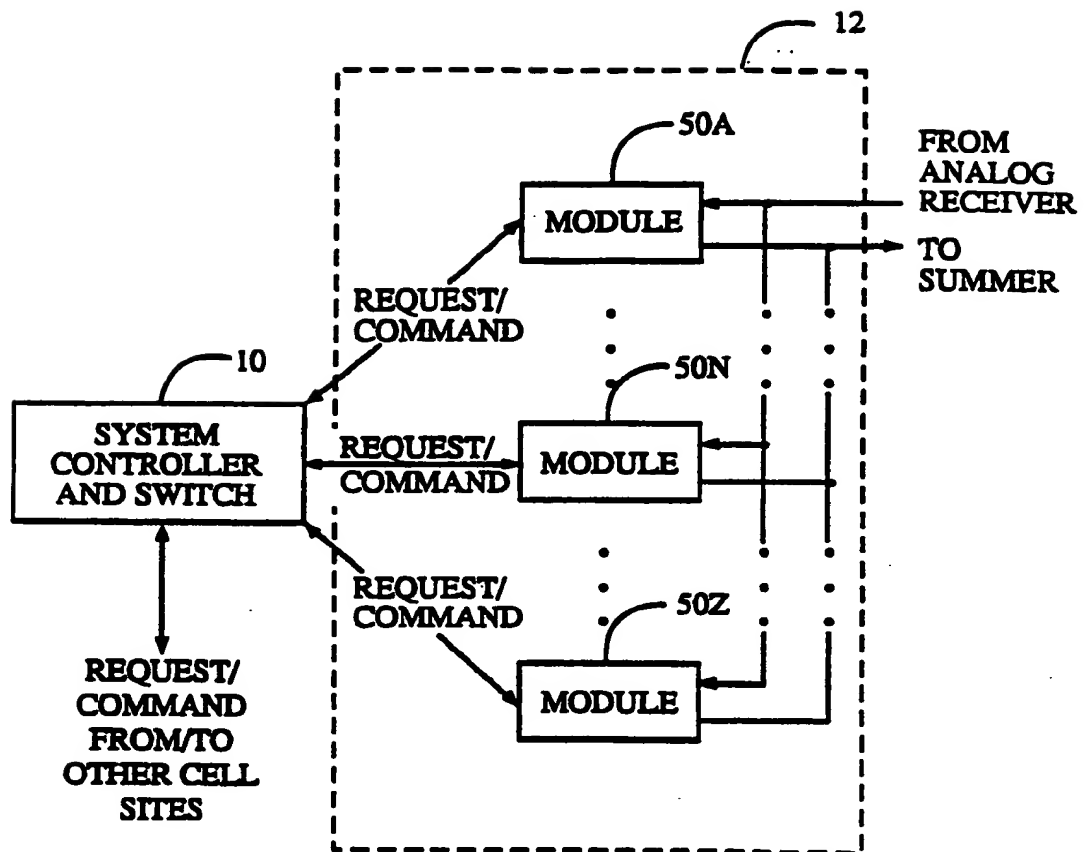 12
50A
FROM
ANALOG
RECEIVER
MODULE
TO
SUMMER
REQUEST/
COMMAND
10
50N
SYSTEM
CONTROLLER
AND SWITCH
REQUEST/
COMMAND
MODULE
REQUEST/
COMMAND
50Z
MODULE
REQUEST/
COMMAND
FROM/TO
OTHER CELL
SITES